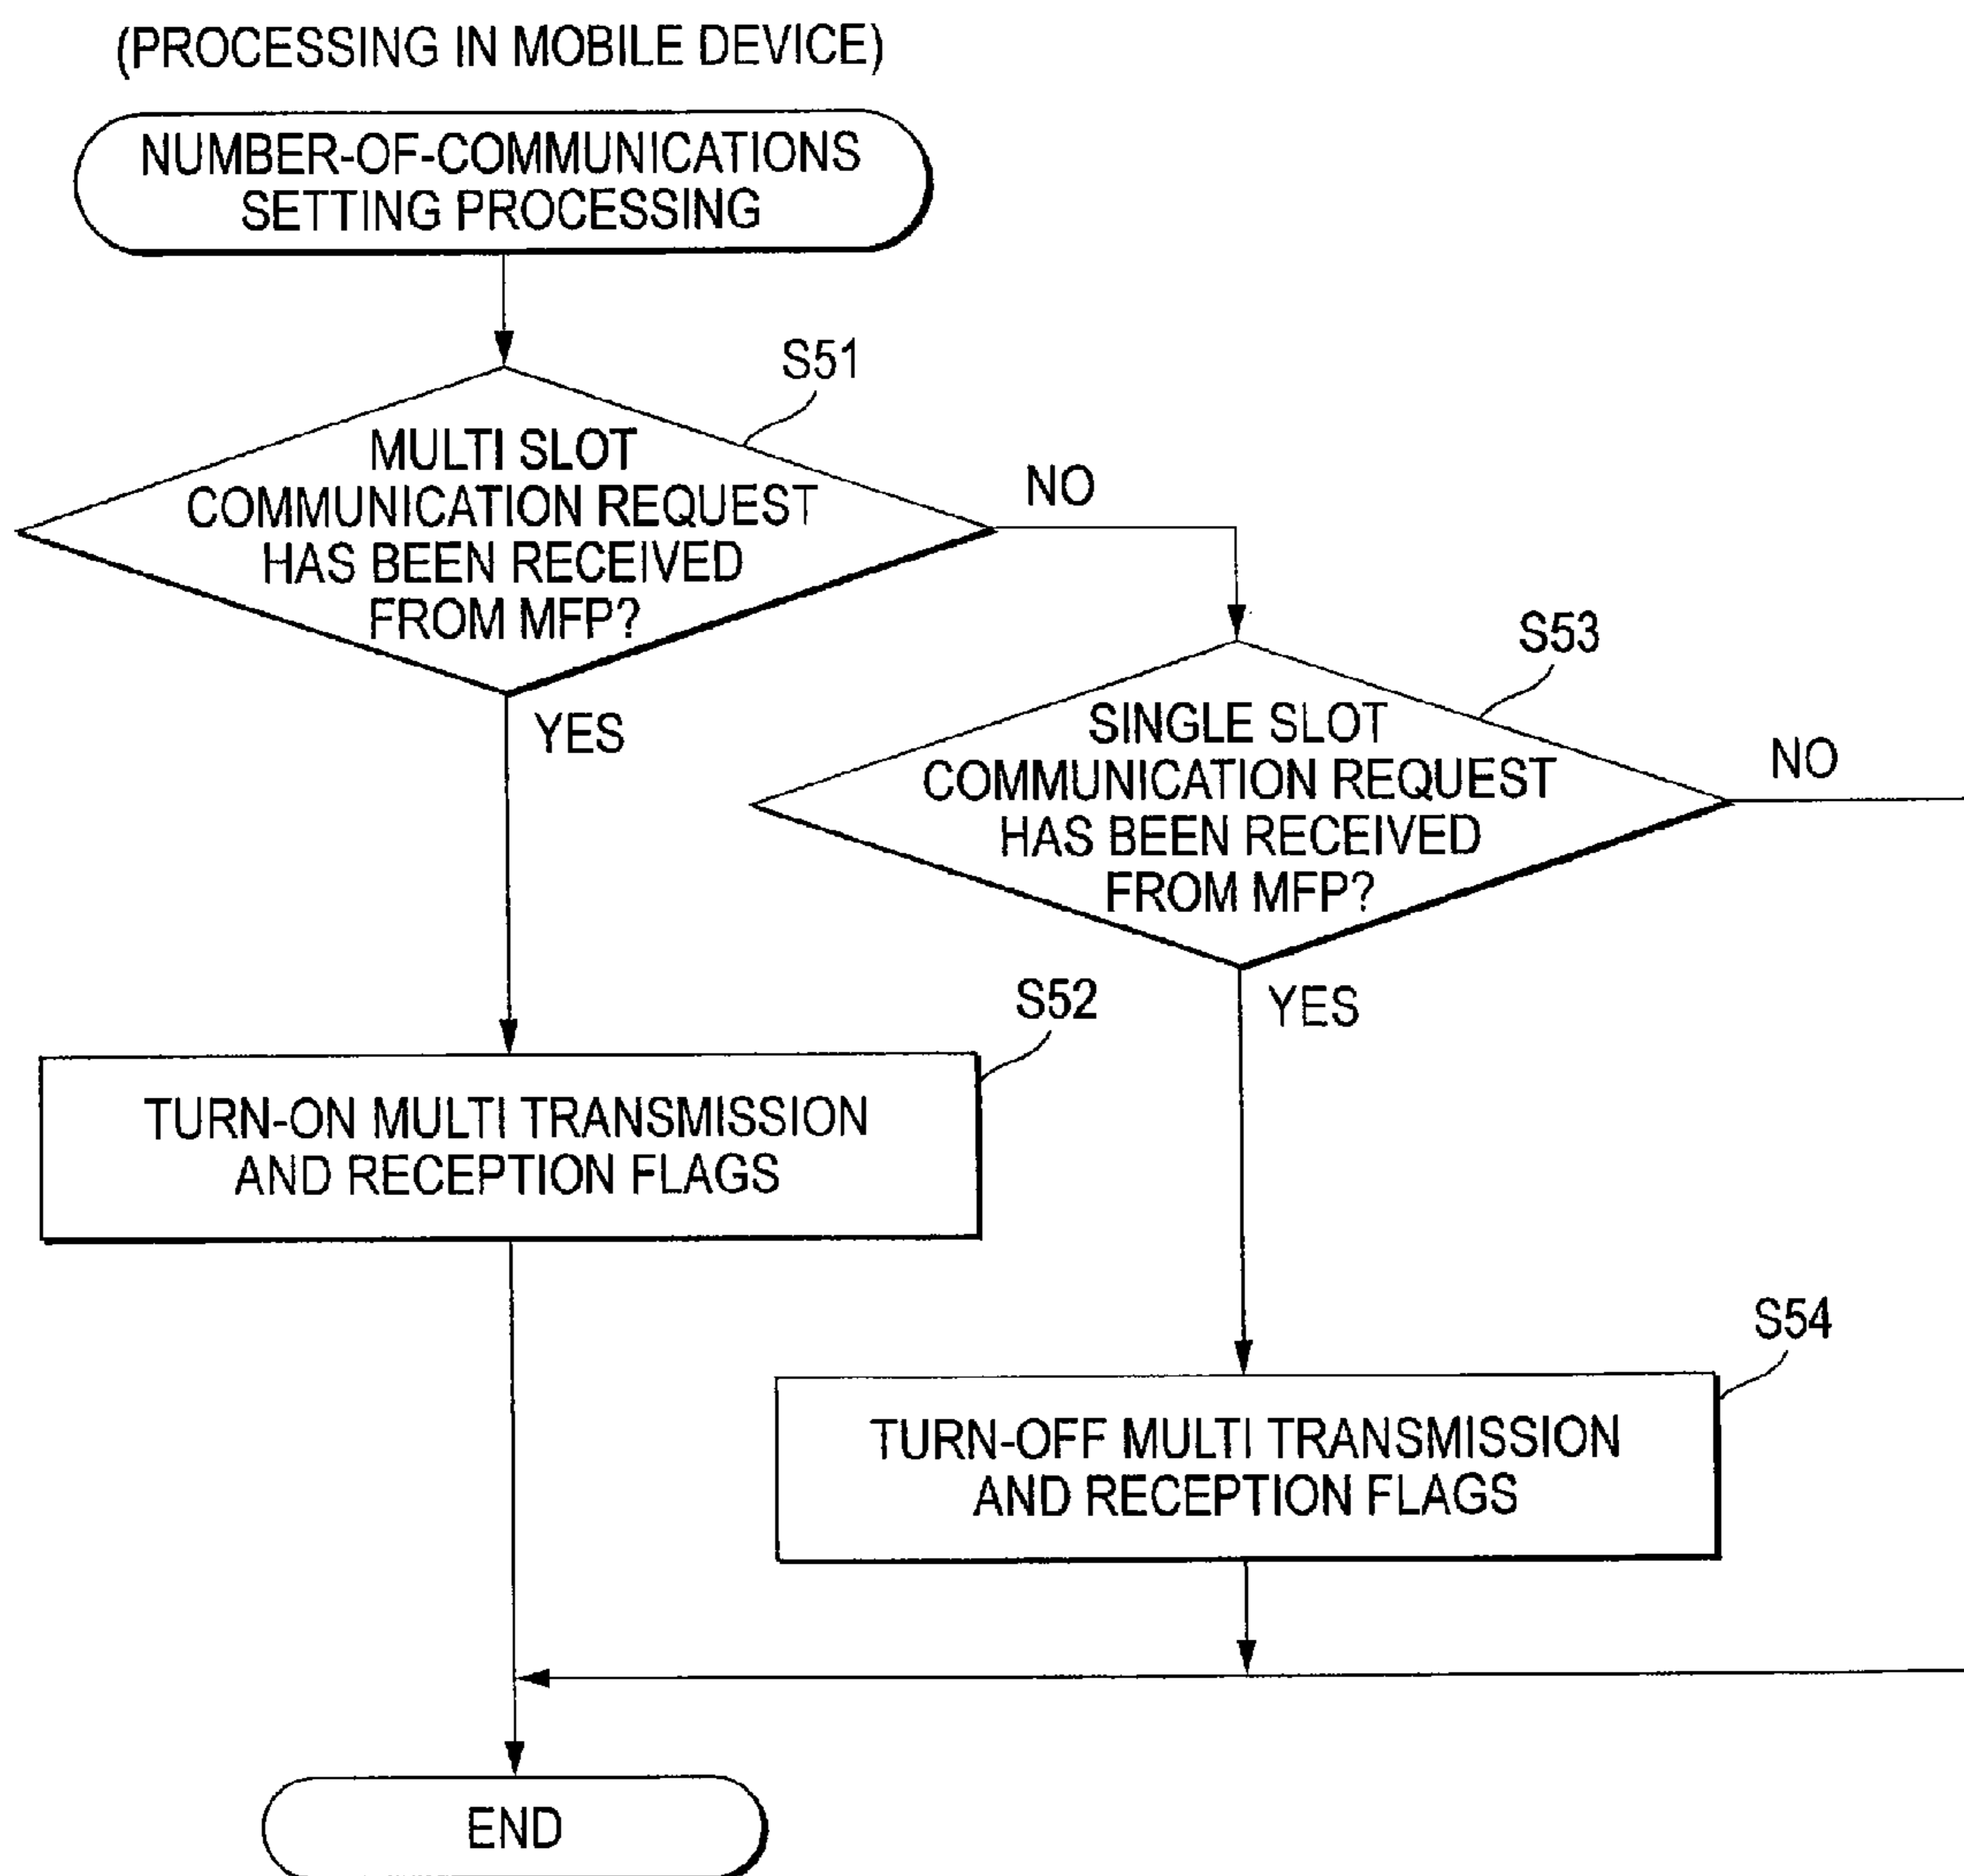 (PROCESSING IN MOBILE DEVICE)
NUMBER-OF-COMMUNICATIONS
SETTING PROCESSING
S51
MULTI SLOT
COMMUNICATION REQUEST
HAS BEEN RECEIVED
FROM MFP?
NO
YES
S53
SINGLE SLOT
COMMUNICATION REQUEST
HAS BEEN RECEIVED
FROM MFP?
NO
YES
S52
TURN-ON MULTI TRANSMISSION
AND RECEPTION FLAGS
S54
TURN-OFF MULTI TRANSMISSION
AND RECEPTION FLAGS
END